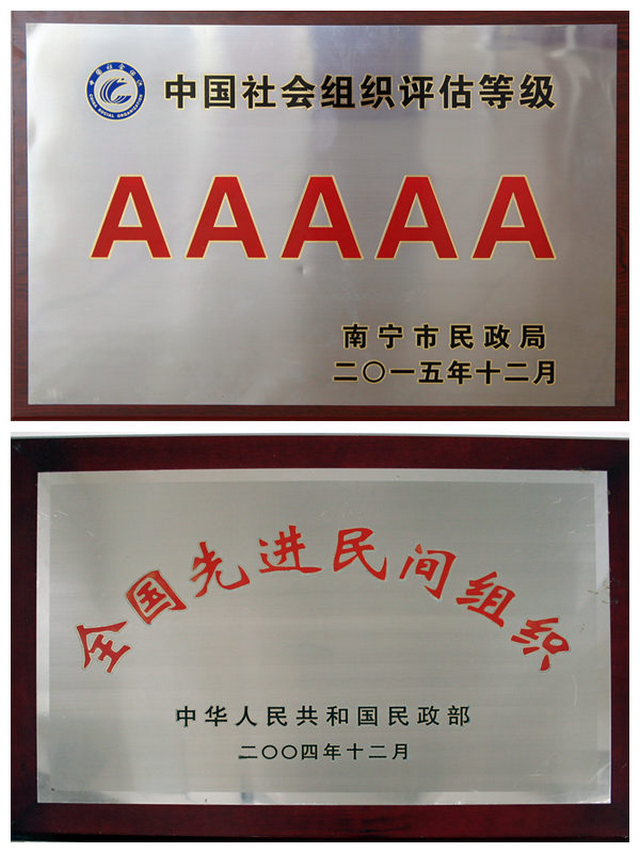 中国社会组织评估等级
AAAAA
南宁市民政局
二〇一五年十二月
全国先进民间组织
中华人民共和国民政部
二〇〇四年十二月